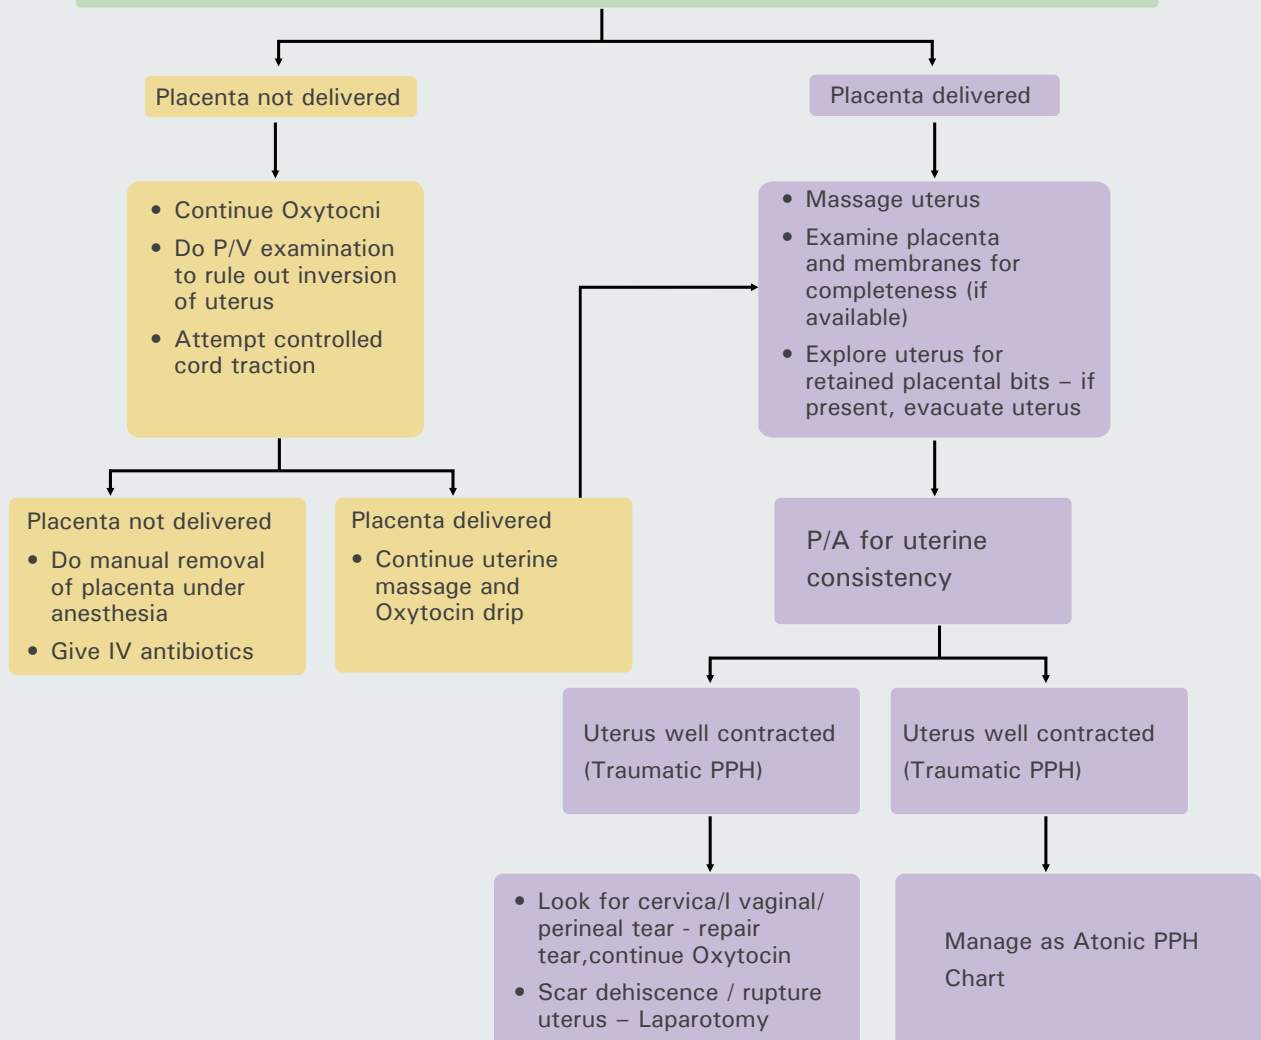 Placenta not delivered
Placenta delivered
• Continue Oxytocni
• Do P/V examination
to rule out inversion
of uterus
• Attempt controlled
cord traction
• Massage uterus
• Examine placenta
and membranes for
completeness (if
available)
• Explore uterus for
retained placental bits – if
present, evacuate uterus
Placenta not delivered
• Do manual removal
of placenta under
anesthesia
• Give IV antibiotics
Placenta delivered
• Continue uterine
massage and
Oxytocin drip
P/A for uterine
consistency
Uterus well contracted
(Traumatic PPH)
Uterus well contracted
(Traumatic PPH)
• Look for cervica/l vaginal/
perineal tear - repair
tear,continue Oxytocin
• Scar dehiscence / rupture
uterus – Laparotomy
Manage as Atonic PPH
Chart